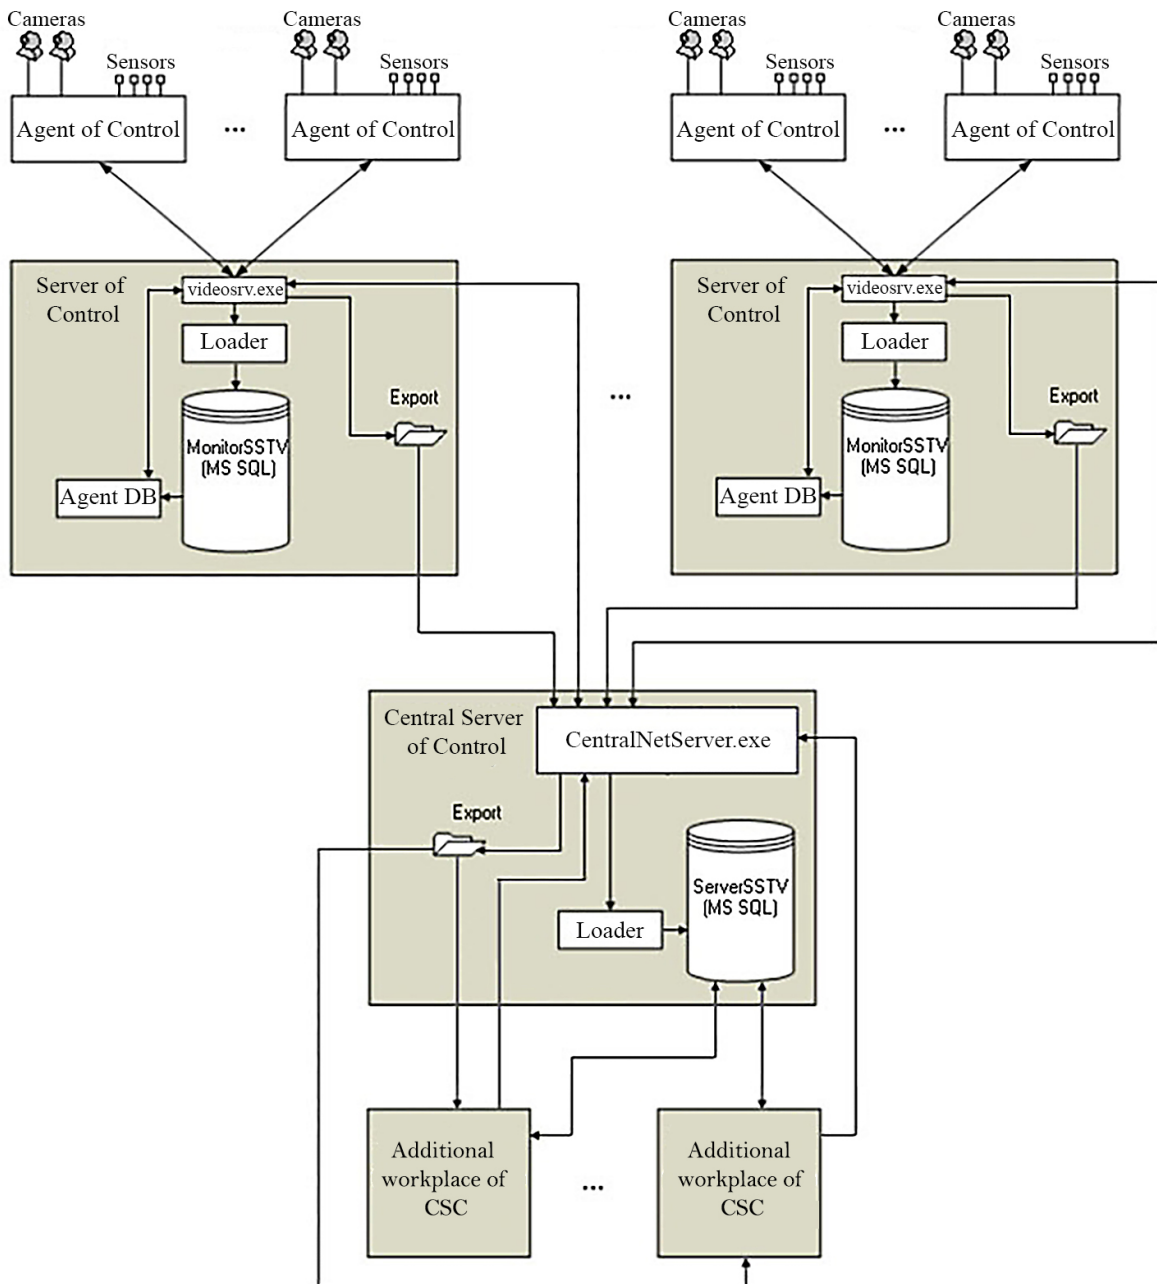 Cameras
Sensors
Agent of Control
...
Cameras
Sensors
Agent of Control
Cameras
Sensors
Agent of Control
...
Cameras
Sensors
Agent of Control
Server of
Control
videosrv.exe
Loader
MonitorSSTV
(MS SQL)
Agent DB
Export
...
Server of
Control
videosrv.exe
Loader
MonitorSSTV
(MS SQL)
Agent DB
Export
Central Server
of Control
CentralNetServer.exe
Export
Loader
ServerSSTV
(MS SQL)
Additional
workplace of
CSC
...
Additional
workplace of
CSC